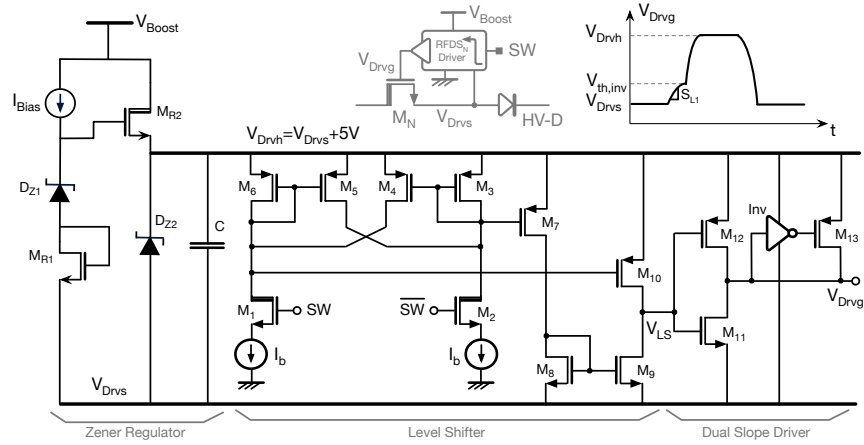 V_Boost
I_Bias
M_R2
D_Z1
D_Z2
M_R1
C
V_Drvs
V_Drvh=V_Drvs+5V
V_Boost
V_Drvg
RFDS_N
Driver
SW
M_N
V_Drvs
HV-D
V_Drvg
V_Drvh
V_th,inv
V_Drvs
S_L1
t
M_6
M_5
M_4
M_3
M_7
M_10
M_1
SW
SW
M_2
I_b
I_b
M_8
M_9
V_LS
M_12
Inv
M_13
M_11
V_Drvg
Zener Regulator
Level Shifter
Dual Slope Driver